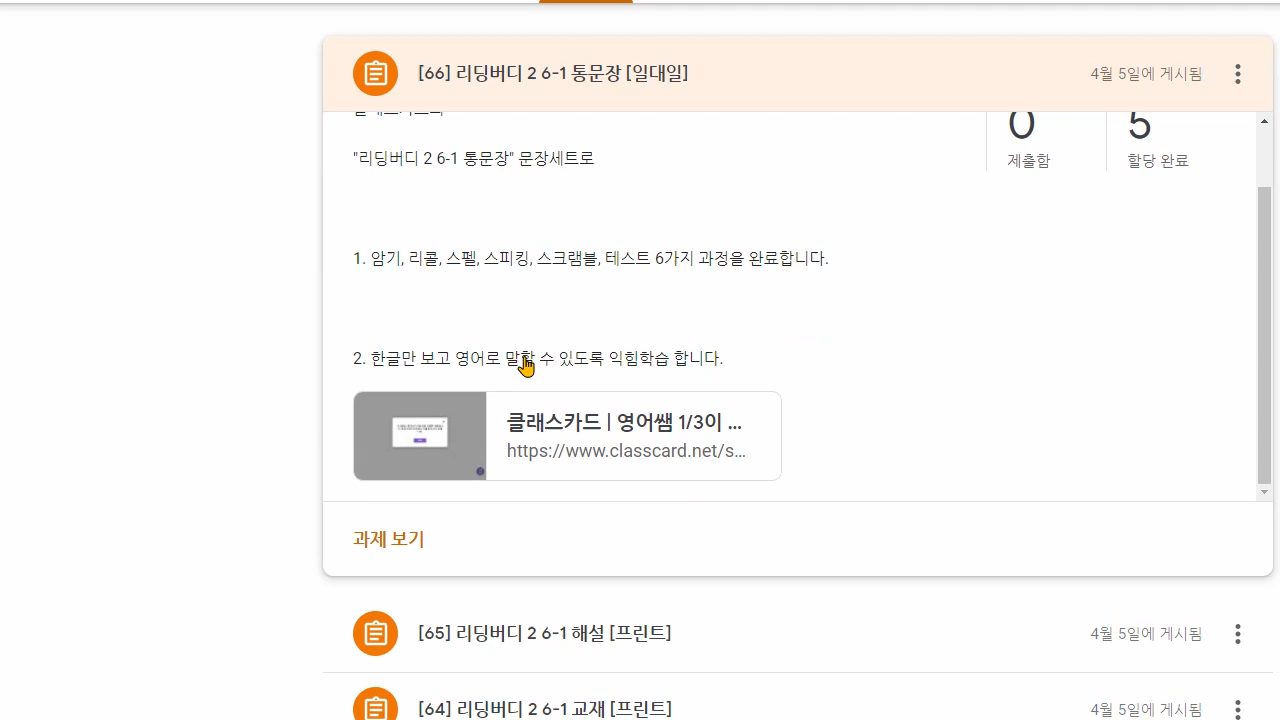 [66] 리딩버디 2 6-1 통문장 [일대일]
4월 5일에 게시됨
0
5
"리딩버디 2 6-1 통문장" 문장세트로
제출함
할당 완료
1. 암기, 리콜, 스펠, 스피킹, 스크램블, 테스트 6가지 과정을 완료합니다.
2. 한글만 보고 영어로 말할 수 있도록 익힘학습 합니다.
클래스카드 | 영어쌤 1/3이 ...
https://www.classcard.net/s...
과제 보기
[65] 리딩버디 2 6-1 해설 [프린트]
4월 5일에 게시됨
[64] 리딩버디 2 6-1 교재 [프린트]
4월 5일에 게시됨